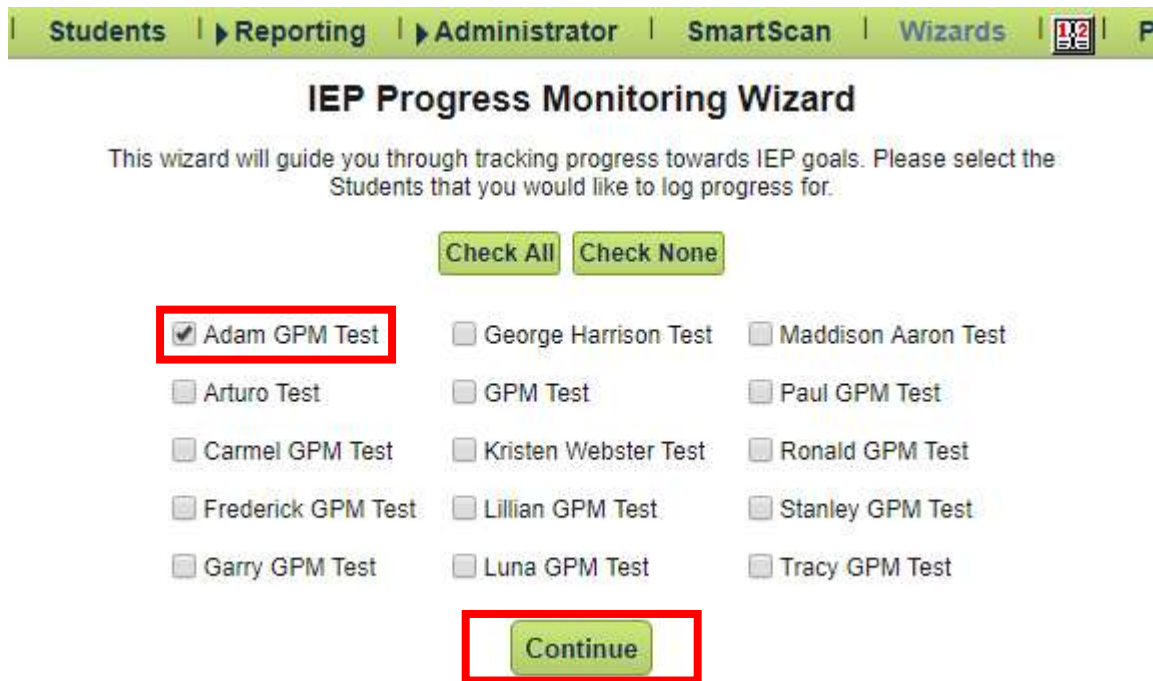 Students | Reporting | Administrator | SmartScan | Wizards | 12 | P
IEP Progress Monitoring Wizard
This wizard will guide you through tracking progress towards IEP goals. Please select the
Students that you would like to log progress for.
Check All Check None
Adam GPM Test George Harrison Test Maddison Aaron Test
Arturo Test GPM Test Paul GPM Test
Carmel GPM Test Kristen Webster Test Ronald GPM Test
Frederick GPM Test Lillian GPM Test Stanley GPM Test
Garry GPM Test Luna GPM Test Tracy GPM Test
Continue